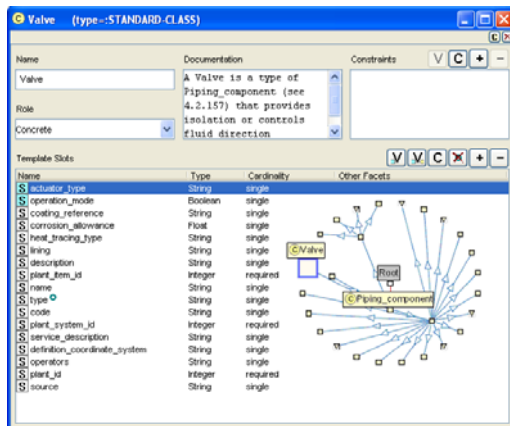 C Valve (type=:STANDARD-CLASS)
C
Name
Documentation
Constraints
V C + −
Valve
A Valve is a type of
Piping_component (see
4.2.157) that provides
isolation or controls
fluid direction
Role
Concrete
Template Slots
V V C X + −
Name Type Cardinality Other Facets
S actuator_type String single
S operation_mode Boolean single
S coating_reference String single
S corrosion_allowance Float single
S heat_tracing_type String single
S lining String single
S description String single
S plant_item_id Integer required
S name String single
S type String single
S code String single
S plant_system_id Integer required
S service_description String single
S definition_coordinate_system String single
S operators String single
S plant_id Integer required
S source String single
C Valve
Root
C Piping_component